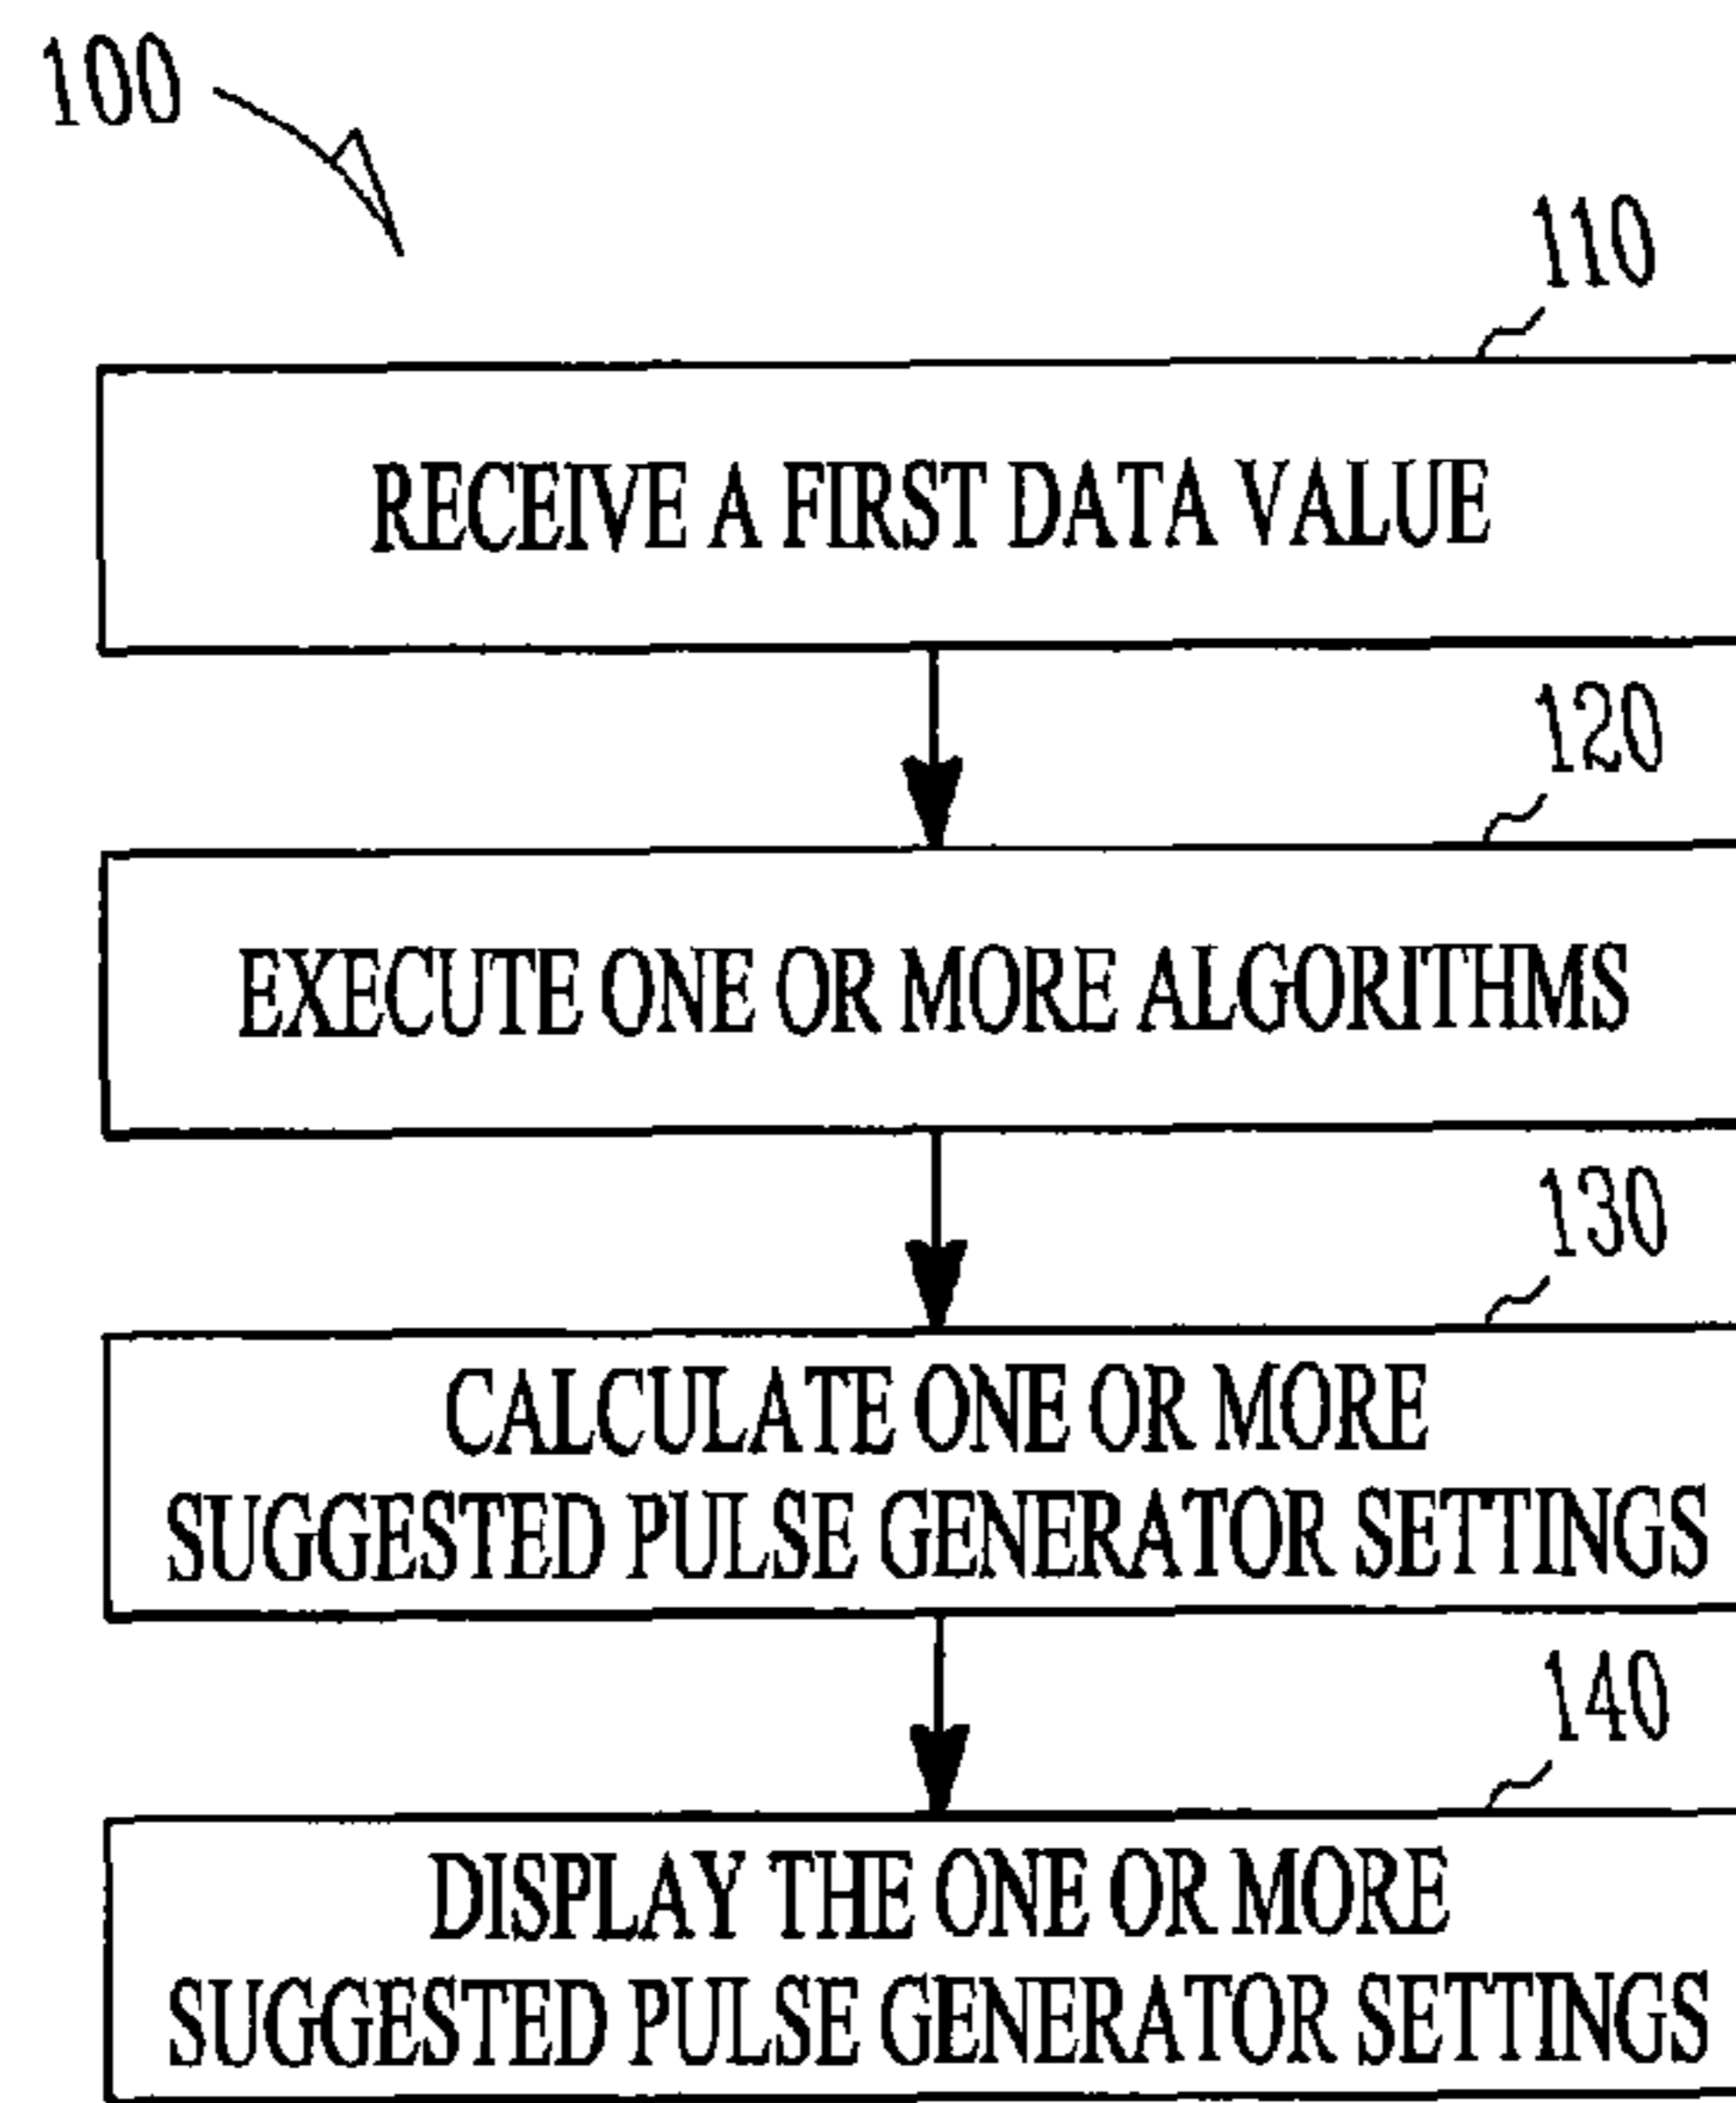 100
110
RECEIVE A FIRST DATA VALUE
120
EXECUTE ONE OR MORE ALGORITHMS
130
CALCULATE ONE OR MORE
SUGGESTED PULSE GENERATOR SETTINGS
140
DISPLAY THE ONE OR MORE
SUGGESTED PULSE GENERATOR SETTINGS